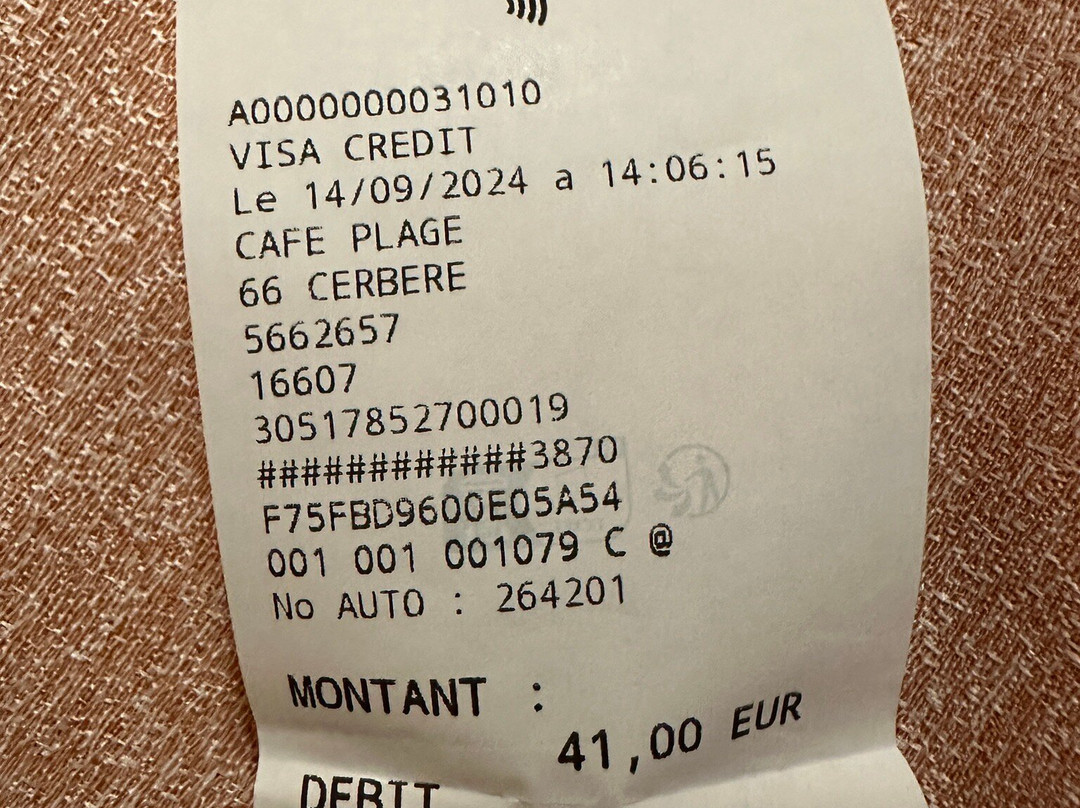 A0000000031010
VISA CREDIT
Le 14/09/2024 a 14:06:15
CAFE PLAGE
66 CERBERE
5662657
16607
30517852700019
############3870
F75FBD9600E05A54
001 001 001079 C @
No AUTO : 264201
MONTANT :
41,00 EUR
DEBIT